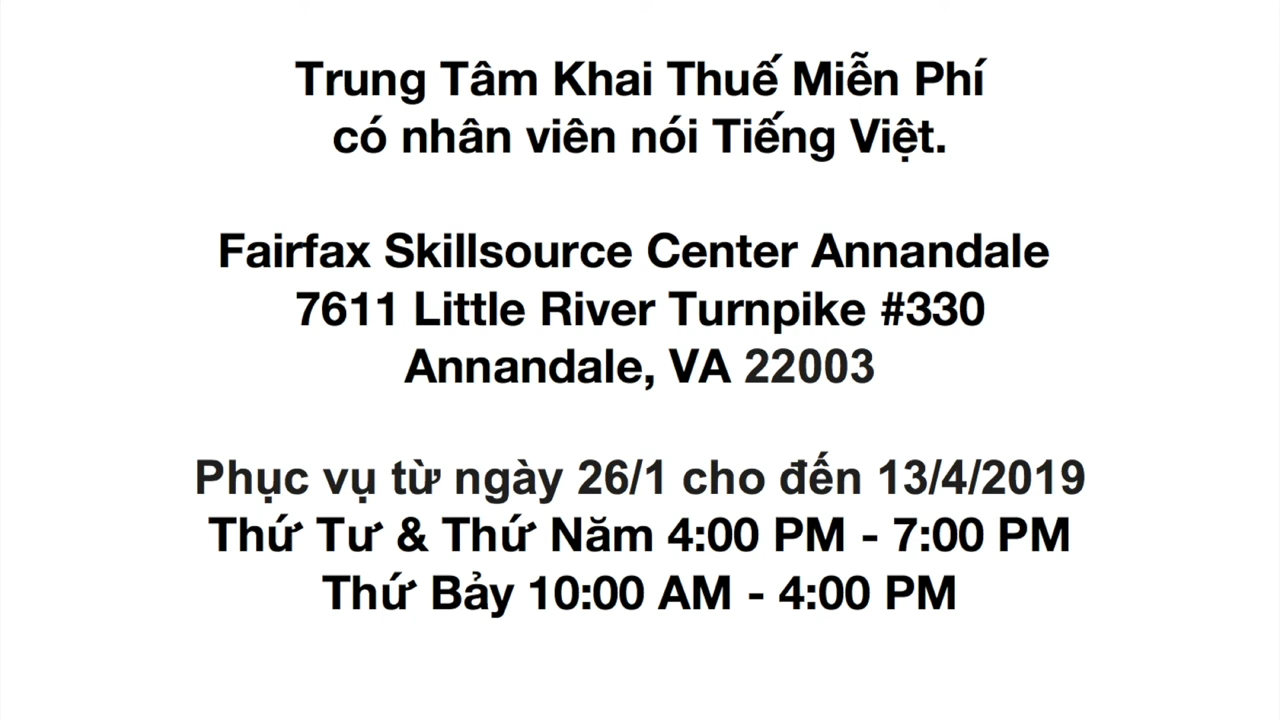 Trung Tâm Khai Thuế Miễn Phí
có nhân viên nói Tiếng Việt.
Fairfax Skillsource Center Annandale
7611 Little River Turnpike #330
Annandale, VA 22003
Phục vụ từ ngày 26/1 cho đến 13/4/2019
Thứ Tư & Thứ Năm 4:00 PM - 7:00 PM
Thứ Bảy 10:00 AM - 4:00 PM